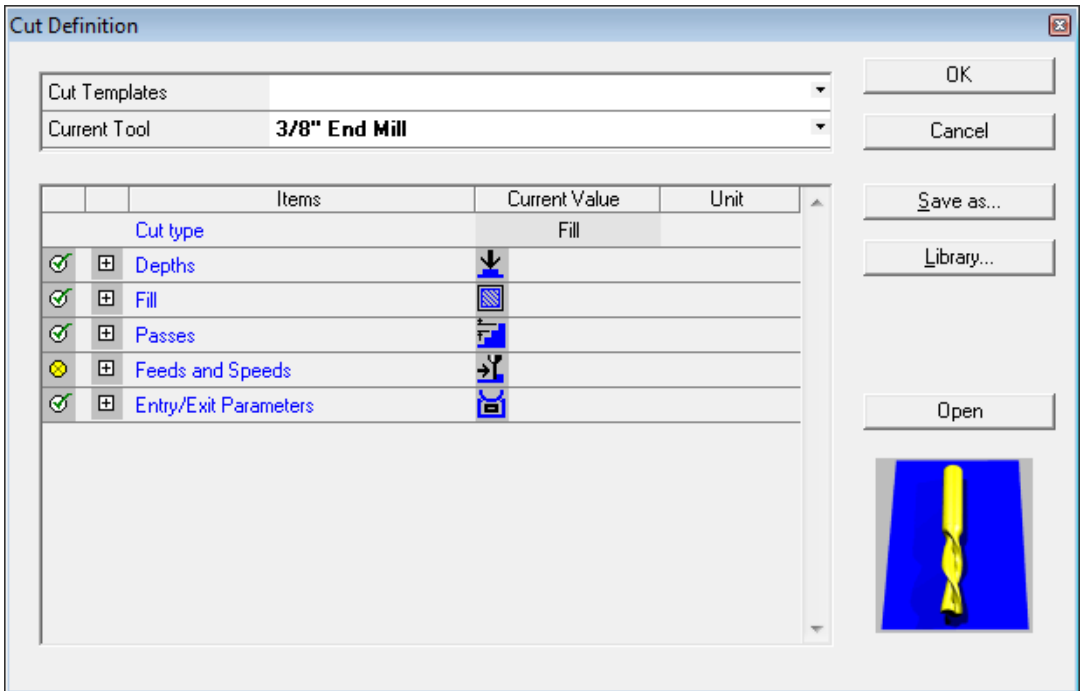 Cut Definition
Cut Templates
Current Tool 3/8" End Mill
Items Current Value Unit
Cut type Fill
Depths
Fill
Passes
Feeds and Speeds
Entry/Exit Parameters
OK
Cancel
Save as...
Library...
Open